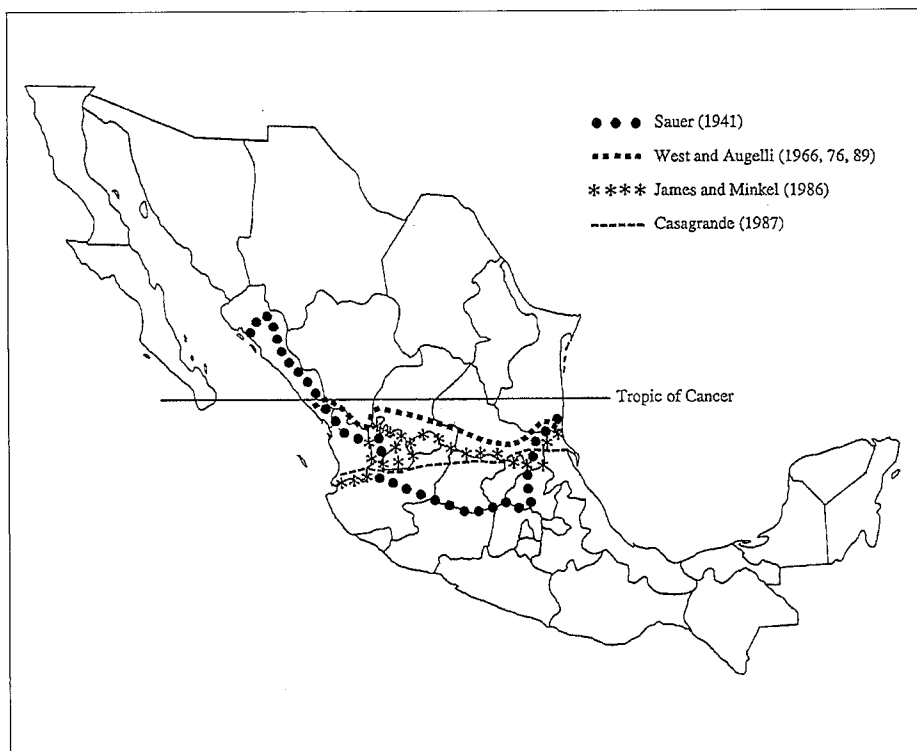 Sauer (1941)
West and Augelli (1966, 76, 89)
James and Minkel (1986)
Casagrande (1987)
Tropic of Cancer